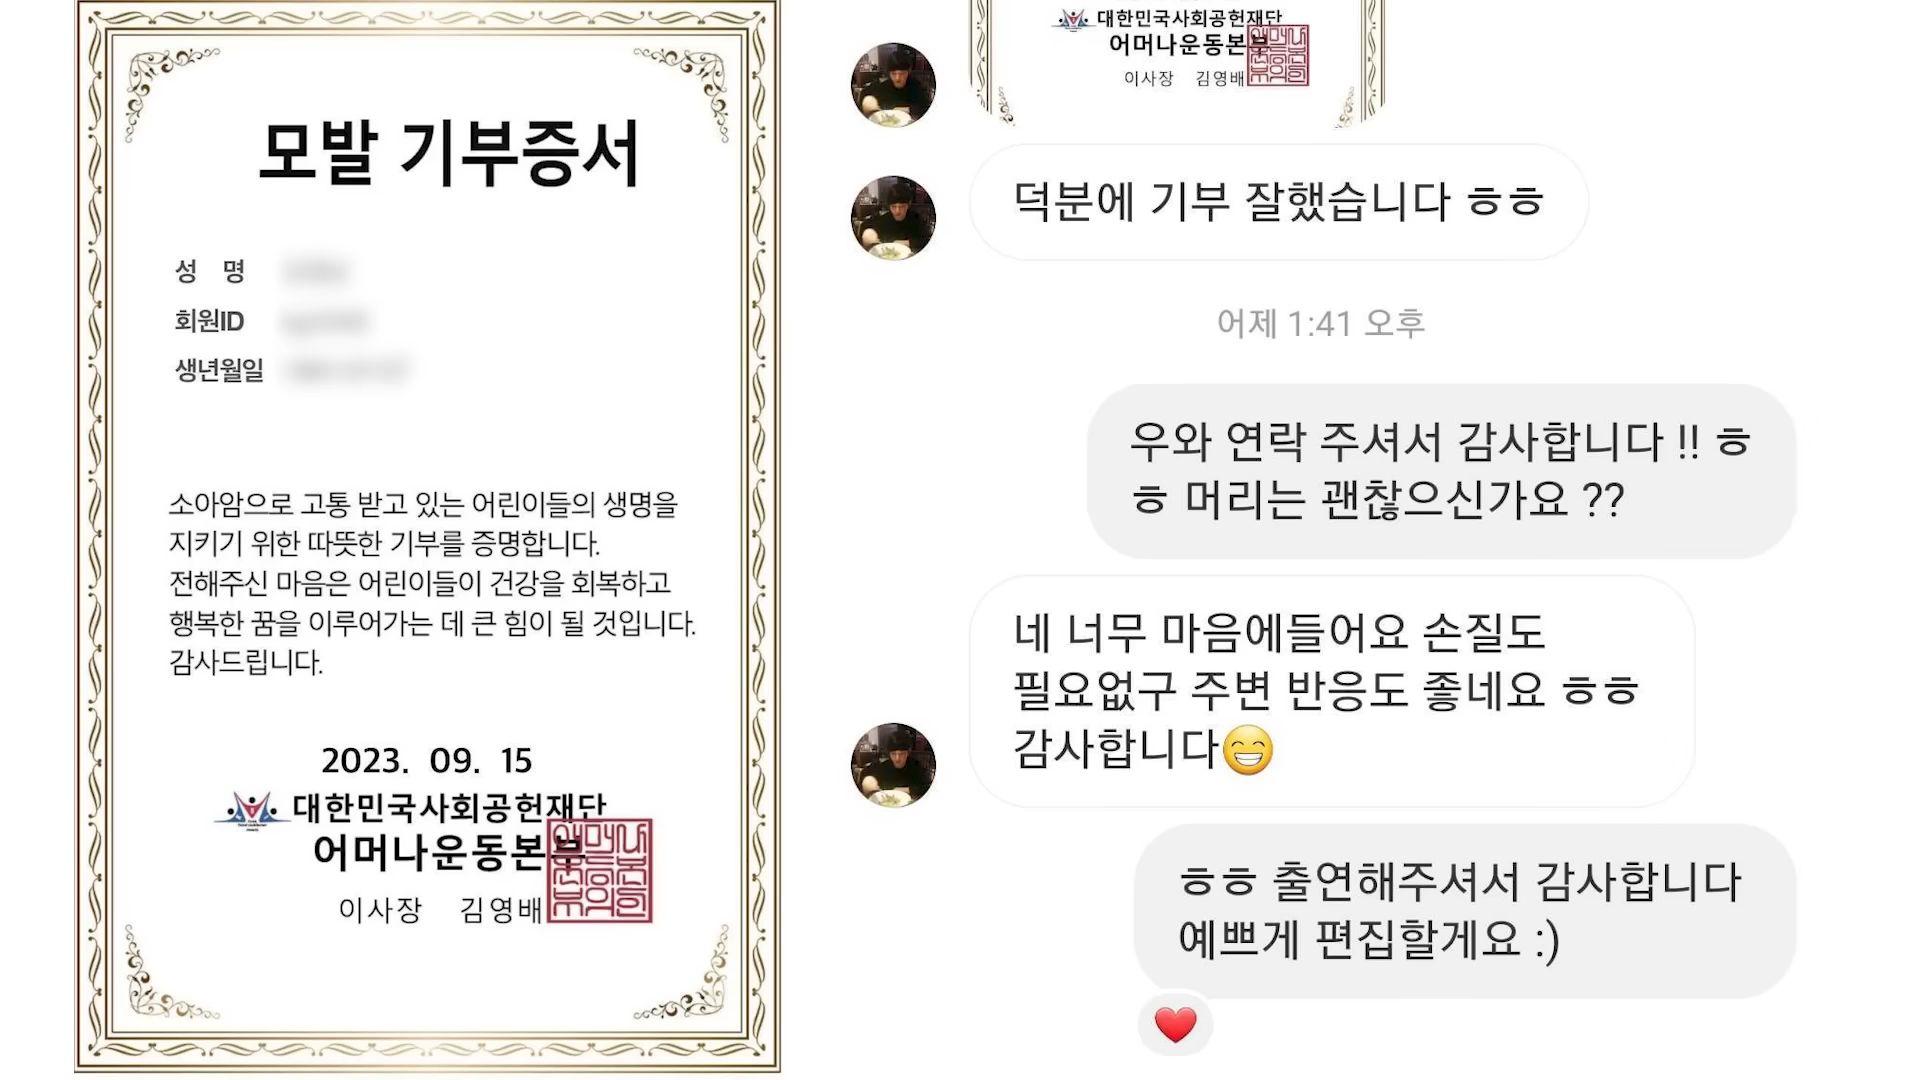 모발 기부증서
성 명
회원ID
생년월일
소아암으로 고통 받고 있는 어린이들의 생명을
지키기 위한 따뜻한 기부를 증명합니다.
전해주신 마음은 어린이들이 건강을 회복하고
행복한 꿈을 이루어가는 데 큰 힘이 될 것입니다.
감사드립니다.
2023. 09. 15
대한민국사회공헌재단
어머나운동본부
이사장 김영배
대한민국사회공헌재단
어머나운동본부
이사장 김영배
덕분에 기부 잘했습니다 ㅎㅎ
어제 1:41 오후
우와 연락 주셔서 감사합니다 !! ㅎ
ㅎ 머리는 괜찮으신가요 ??
네 너무 마음에들어요 손질도
필요없구 주변 반응도 좋네요 ㅎㅎ
감사합니다😁
ㅎㅎ 출연해주셔서 감사합니다
예쁘게 편집할게요 :)